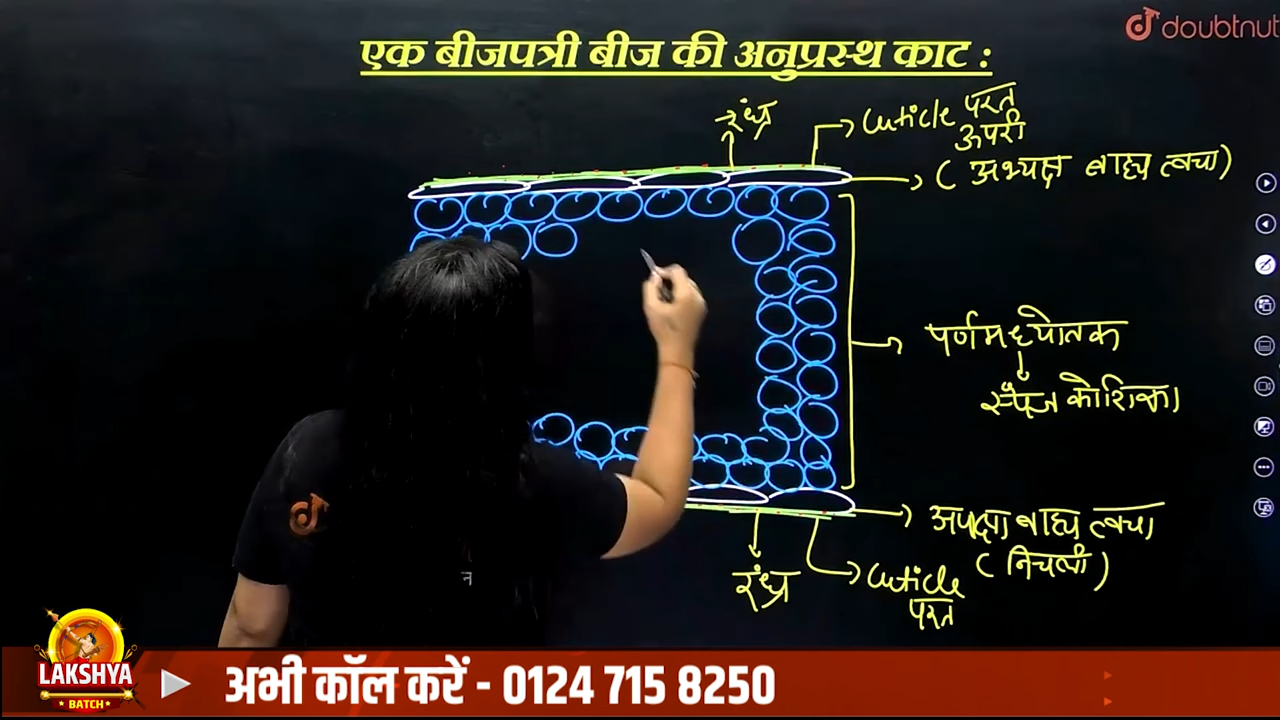 doubtnut
एक बीजपत्री बीज की अनुप्रस्थ काट :
रंध्र
Cuticle परत
ऊपरी
( अभ्यक्ष बाह्य त्वचा)
पर्णमध्योतक
स्पंज कोशिका
अपक्ष बाह्य त्वचा
( निचली )
रंध्र
Cuticle
परत
न
LAKSHYA
BATCH
अभी कॉल करें - 0124 715 8250